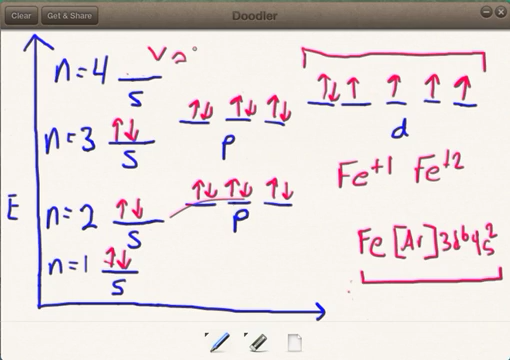 Clear
Get & Share
Doodler
n=4
S
n=3
S
P
d
E
n=2
S
P
n=1
S
Fe+1 Fe+2
Fe [Ar]3d6 4s2